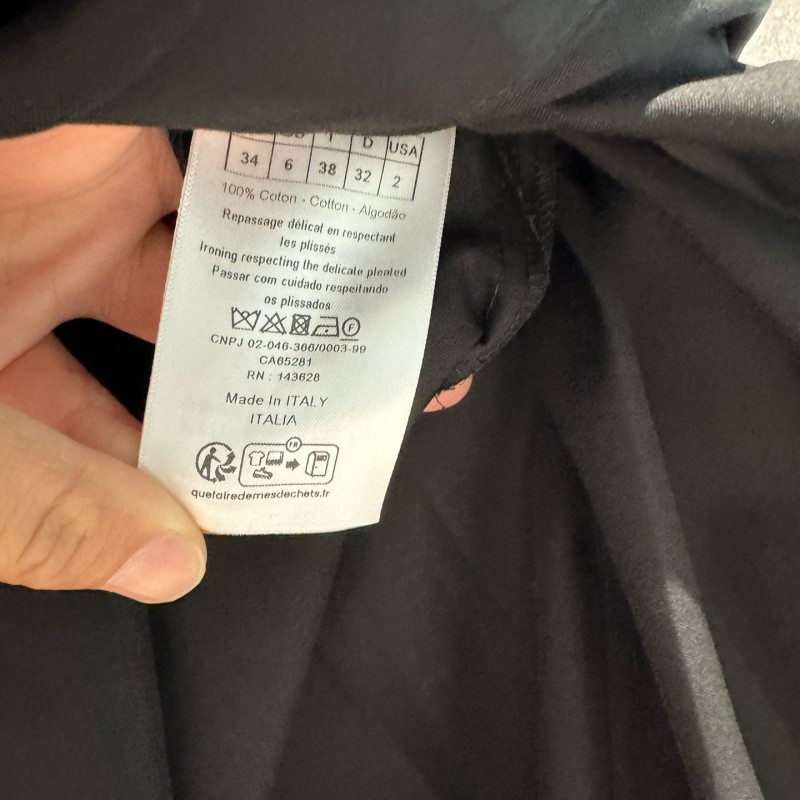 D USA
34 6 38 32 2
100% Coton - Cotton - Algodão
Repassage délicat en respectant
les plissés
Ironing respecting the delicate pleated
Passar com cuidado respeitando
os plissados
F
CNPJ 02-046-366/0003-99
CA65281
RN : 143628
Made In ITALY
ITALIA
FR
quefairedemesdechets.fr